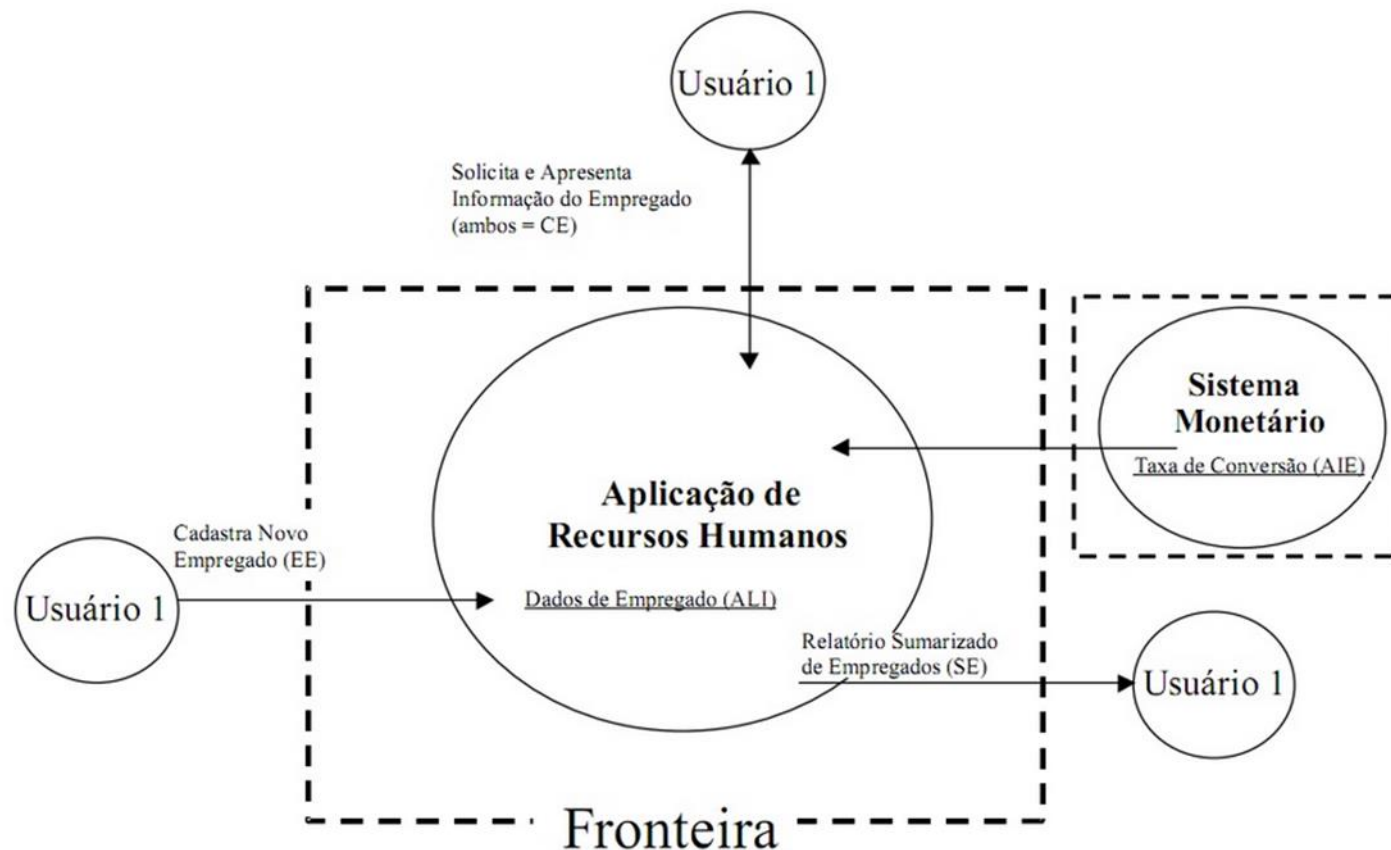 Usuário 1
Solicita e Apresenta
Informação do Empregado
(ambos = CE)
Sistema
Monetário
Taxa de Conversão (AIE)
Aplicação de
Recursos Humanos
Cadastra Novo
Empregado (EE)
Usuário 1
Dados de Empregado (ALI)
Relatório Sumarizado
de Empregados (SE)
Usuário 1
Fronteira